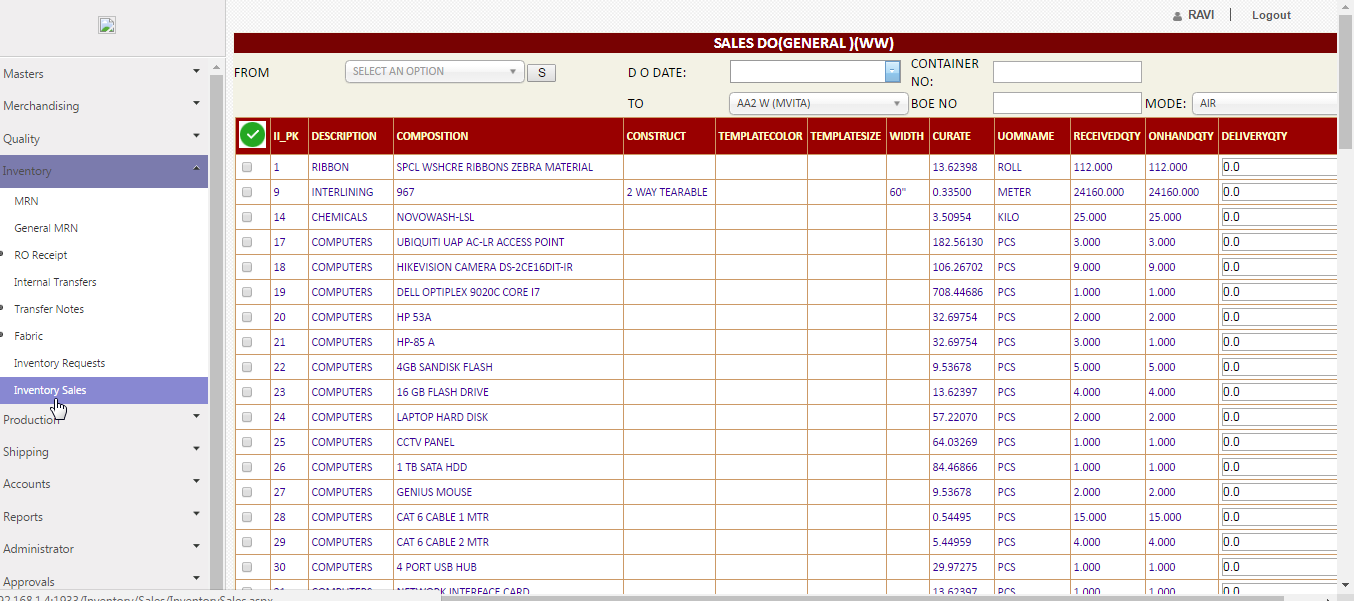 RAVI | Logout
SALES DO(GENERAL )(WW)
Masters
Merchandising
Quality
Inventory
MRN
General MRN
RO Receipt
Internal Transfers
Transfer Notes
Fabric
Inventory Requests
Inventory Sales
Production
Shipping
Accounts
Reports
Administrator
Approvals
FROM SELECT AN OPTION S D O DATE: CONTAINER NO:
TO AA2 W (MVITA) BOE NO MODE: AIR
II_PK DESCRIPTION COMPOSITION CONSTRUCT TEMPLATECOLOR TEMPLATESIZE WIDTH CURATE UOMNAME RECEIVEDQTY ONHANDQTY DELIVERYQTY
1 RIBBON SPCL WSHCRE RIBBONS ZEBRA MATERIAL 13.62398 ROLL 112.000 112.000 0.0
9 INTERLINING 967 2 WAY TEARABLE 60" 0.33500 METER 24160.000 24160.000 0.0
14 CHEMICALS NOVOWASH-LSL 3.50954 KILO 25.000 25.000 0.0
17 COMPUTERS UBIQUITI UAP AC-LR ACCESS POINT 182.56130 PCS 3.000 3.000 0.0
18 COMPUTERS HIKEVISION CAMERA DS-2CE16DIT-IR 106.26702 PCS 9.000 9.000 0.0
19 COMPUTERS DELL OPTIPLEX 9020C CORE I7 708.44686 PCS 1.000 1.000 0.0
20 COMPUTERS HP 53A 32.69754 PCS 2.000 2.000 0.0
21 COMPUTERS HP-85 A 32.69754 PCS 3.000 1.000 0.0
22 COMPUTERS 4GB SANDISK FLASH 9.53678 PCS 5.000 5.000 0.0
23 COMPUTERS 16 GB FLASH DRIVE 13.62397 PCS 4.000 4.000 0.0
24 COMPUTERS LAPTOP HARD DISK 57.22070 PCS 2.000 2.000 0.0
25 COMPUTERS CCTV PANEL 64.03269 PCS 1.000 1.000 0.0
26 COMPUTERS 1 TB SATA HDD 84.46866 PCS 1.000 1.000 0.0
27 COMPUTERS GENIUS MOUSE 9.53678 PCS 2.000 2.000 0.0
28 COMPUTERS CAT 6 CABLE 1 MTR 0.54495 PCS 15.000 15.000 0.0
29 COMPUTERS CAT 6 CABLE 2 MTR 5.44959 PCS 4.000 4.000 0.0
30 COMPUTERS 4 PORT USB HUB 29.97275 PCS 1.000 1.000 0.0
31 COMPUTERS NETWORK INTERFACE CARD 13.62397 PCS 1.000 1.000 0.0
92.168.1.4:1933/Inventory/Sales/InventorySales.aspx